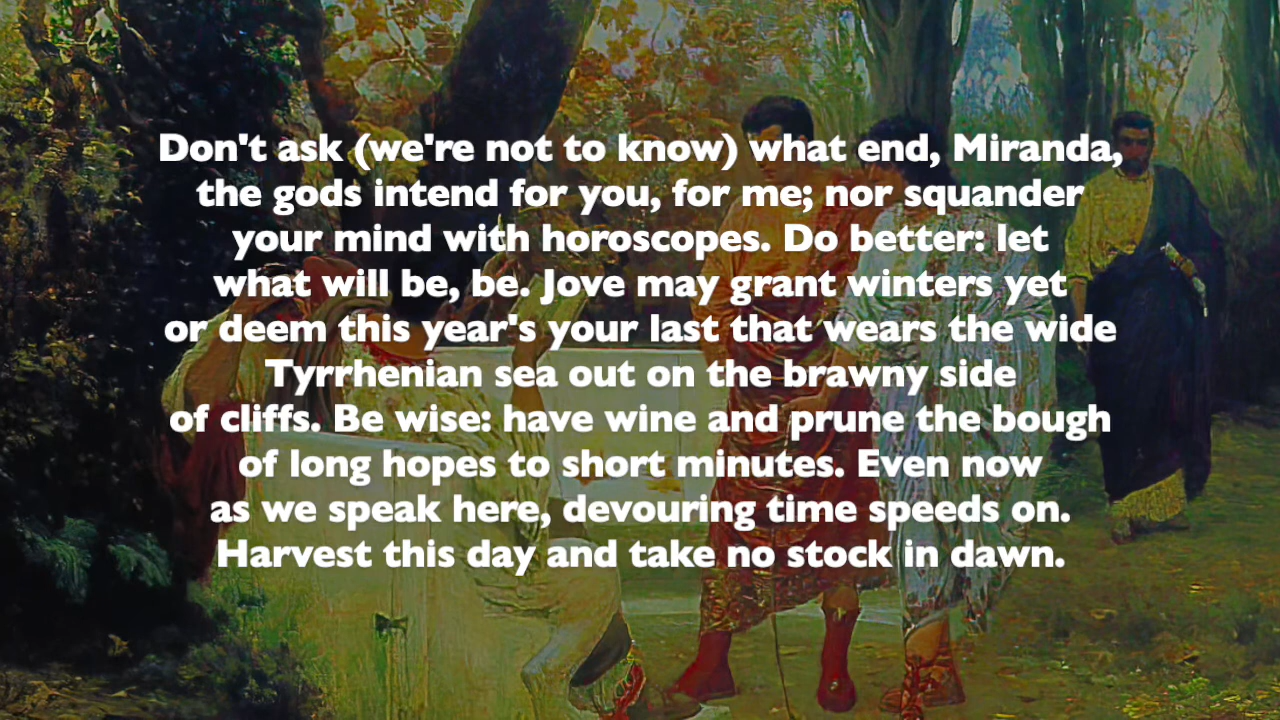 Don't ask (we're not to know) what end, Miranda,
the gods intend for you, for me; nor squander
your mind with horoscopes. Do better: let
what will be, be. Jove may grant winters yet
or deem this year's your last that wears the wide
Tyrrhenian sea out on the brawny side
of cliffs. Be wise: have wine and prune the bough
of long hopes to short minutes. Even now
as we speak here, devouring time speeds on.
Harvest this day and take no stock in dawn.